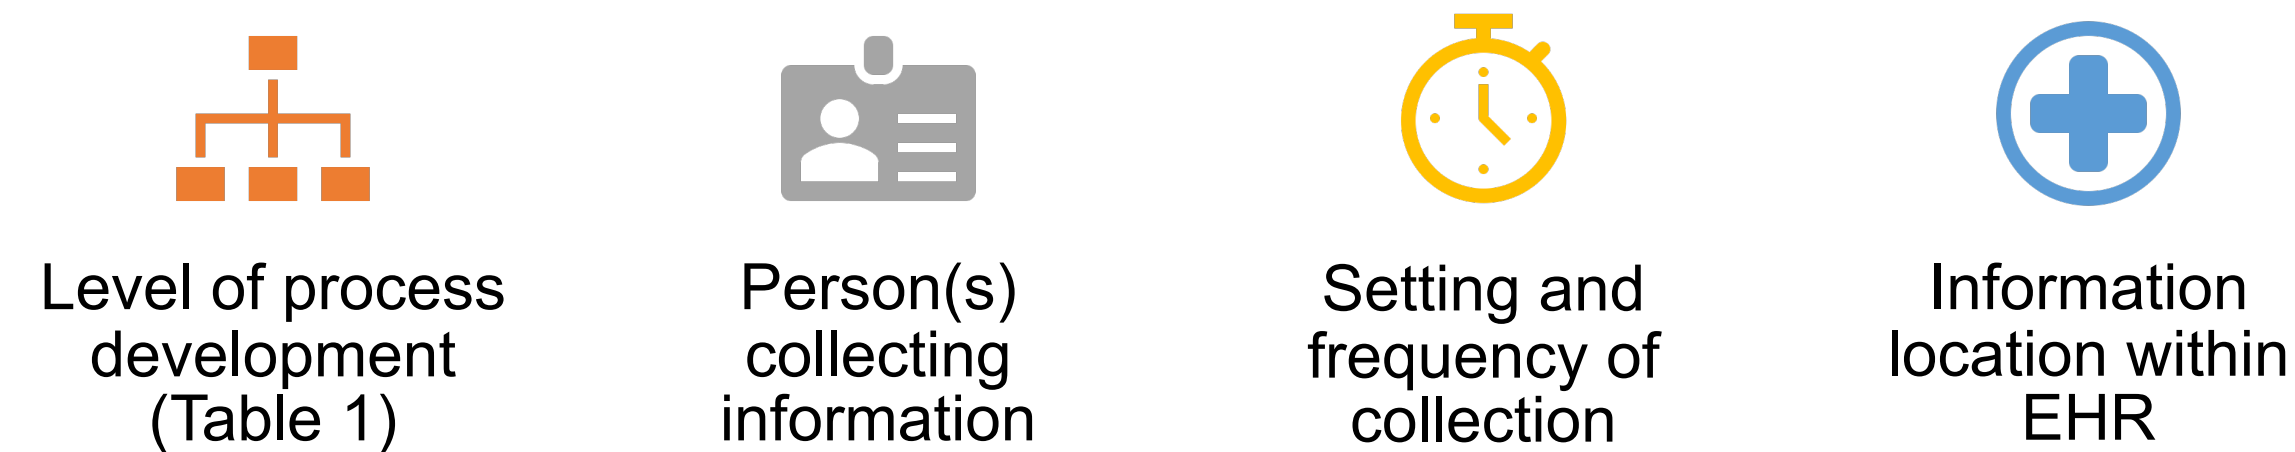 Level of process
development
(Table 1)
Person(s)
collecting
information
Setting and
frequency of
collection
Information
location within
EHR